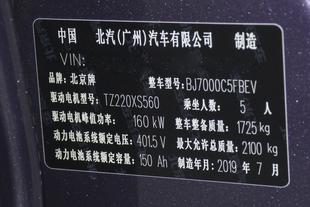 中国 北汽(广州)汽车有限公司 制造
VIN:
品牌: 北京牌 整车型号: BJ7000C5FBEV
驱动电机型号: TZ220XS560 乘坐人数: 5 人
驱动电机峰值功率: 160 kW 整车整备质量: 1725 kg
动力电池系统额定电压: 401.5 V 最大允许总质量: 2100 kg
动力电池系统额定容量: 150 Ah 制造年月: 2019 年 7 月